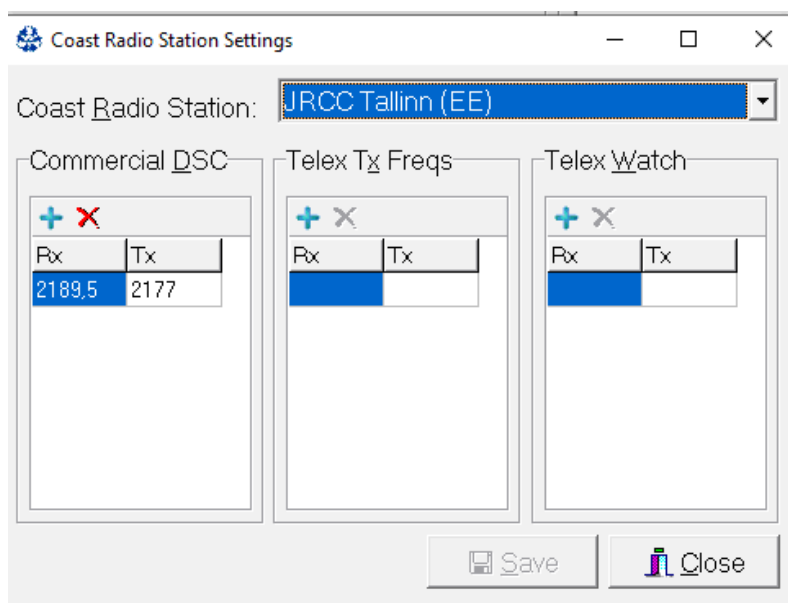 Coast Radio Station Settings
Coast Radio Station: JRCC Tallinn (EE)
Commercial DSC Telex Tx Freqs Telex Watch
Rx Tx Rx Tx Rx Tx
2189,5 2177
Save Close